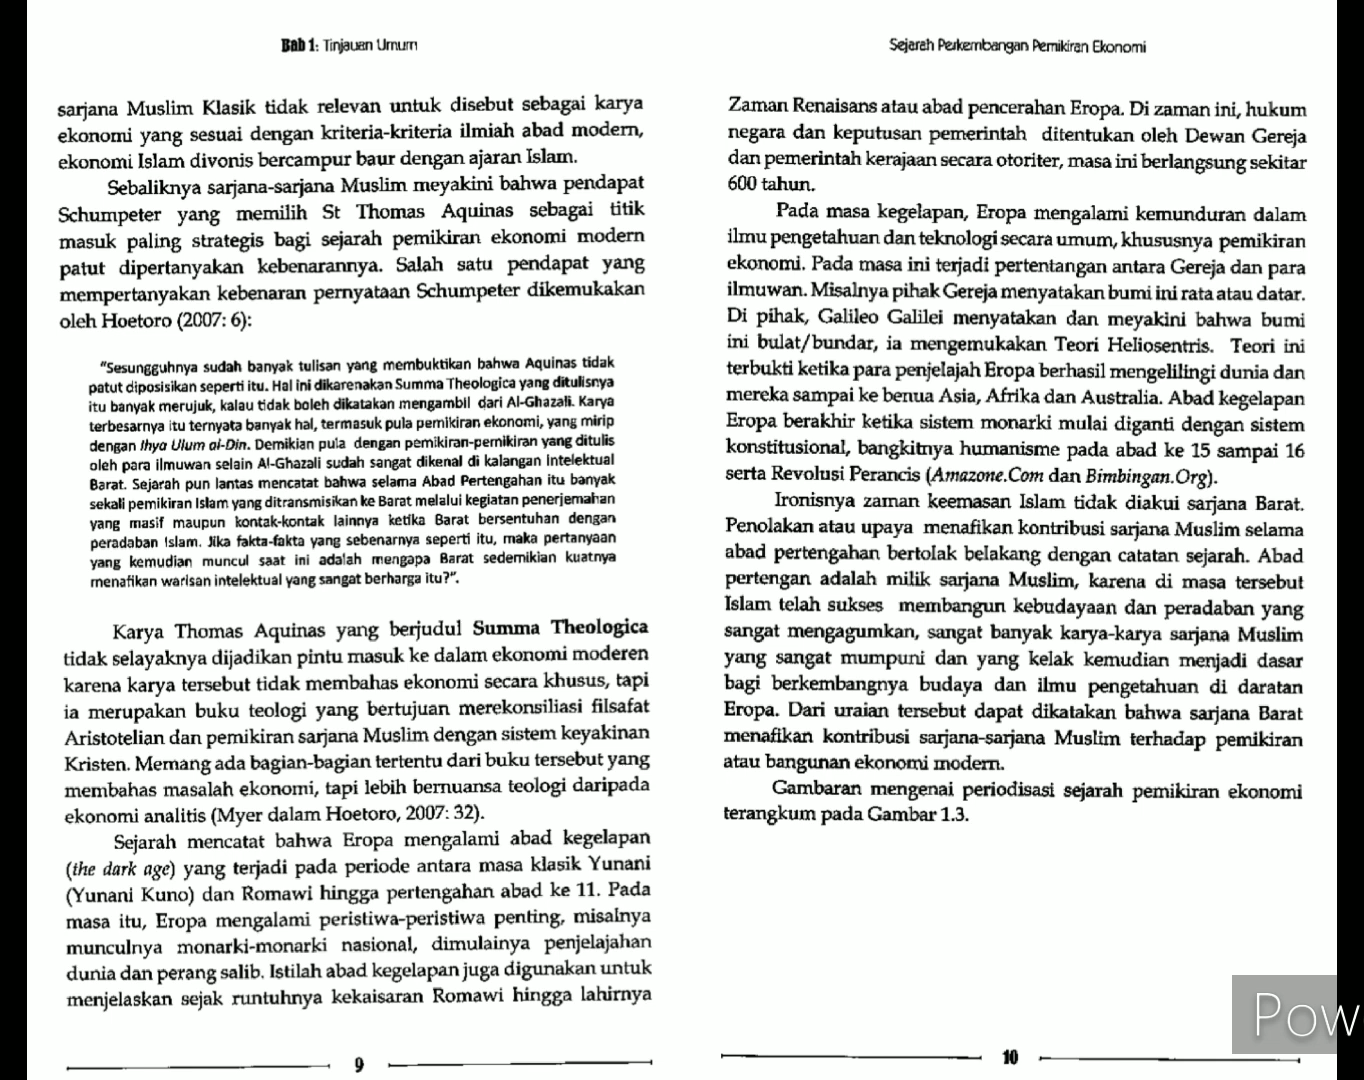 Bab 1: Tinjauan Umum
sarjana Muslim Klasik tidak relevan untuk disebut sebagai karya
ekonomi yang sesuai dengan kriteria-kriteria ilmiah abad modern,
ekonomi Islam divonis bercampur baur dengan ajaran Islam.
Sebaliknya sarjana-sarjana Muslim meyakini bahwa pendapat
Schumpeter yang memilih St Thomas Aquinas sebagai titik
masuk paling strategis bagi sejarah pemikiran ekonomi modern
patut dipertanyakan kebenarannya. Salah satu pendapat yang
mempertanyakan kebenaran pernyataan Schumpeter dikemukakan
oleh Hoetoro (2007: 6):
"Sesungguhnya sudah banyak tulisan yang membuktikan bahwa Aquinas tidak
patut diposisikan seperti itu. Hal ini dikarenakan Summa Theologica yang ditulisnya
itu banyak merujuk, kalau tidak boleh dikatakan mengambil dari Al-Ghazali. Karya
terbesarnya itu ternyata banyak hal, termasuk pula pemikiran ekonomi, yang mirip
dengan Ihya Ulum al-Din. Demikian pula dengan pemikiran-pemikiran yang ditulis
oleh para ilmuwan selain Al-Ghazali sudah sangat dikenal di kalangan intelektual
Barat. Sejarah pun lantas mencatat bahwa selama Abad Pertengahan itu banyak
sekali pemikiran Islam yang ditransmisikan ke Barat melalui kegiatan penerjemahan
yang masif maupun kontak-kontak lainnya ketika Barat bersentuhan dengan
peradaban Islam. Jika fakta-fakta yang sebenarnya seperti itu, maka pertanyaan
yang kemudian muncul saat ini adalah mengapa Barat sedemikian kuatnya
menafikan warisan intelektual yang sangat berharga itu?".
Karya Thomas Aquinas yang berjudul Summa Theologica
tidak selayaknya dijadikan pintu masuk ke dalam ekonomi moderen
karena karya tersebut tidak membahas ekonomi secara khusus, tapi
ia merupakan buku teologi yang bertujuan merekonsiliasi filsafat
Aristotelian dan pemikiran sarjana Muslim dengan sistem keyakinan
Kristen. Memang ada bagian-bagian tertentu dari buku tersebut yang
membahas masalah ekonomi, tapi lebih bernuansa teologi daripada
ekonomi analitis (Myer dalam Hoetoro, 2007: 32).
Sejarah mencatat bahwa Eropa mengalami abad kegelapan
(the dark age) yang terjadi pada periode antara masa klasik Yunani
(Yunani Kuno) dan Romawi hingga pertengahan abad ke 11. Pada
masa itu, Eropa mengalami peristiwa-peristiwa penting, misalnya
munculnya monarki-monarki nasional, dimulainya penjelajahan
dunia dan perang salib. Istilah abad kegelapan juga digunakan untuk
menjelaskan sejak runtuhnya kekaisaran Romawi hingga lahirnya
9
Sejarah Perkembangan Pemikiran Ekonomi
Zaman Renaisans atau abad pencerahan Eropa. Di zaman ini, hukum
negara dan keputusan pemerintah ditentukan oleh Dewan Gereja
dan pemerintah kerajaan secara otoriter, masa ini berlangsung sekitar
600 tahun.
Pada masa kegelapan, Eropa mengalami kemunduran dalam
ilmu pengetahuan dan teknologi secara umum, khususnya pemikiran
ekonomi. Pada masa ini terjadi pertentangan antara Gereja dan para
ilmuwan. Misalnya pihak Gereja menyatakan bumi ini rata atau datar.
Di pihak, Galileo Galilei menyatakan dan meyakini bahwa bumi
ini bulat/bundar, ia mengemukakan Teori Heliosentris. Teori ini
terbukti ketika para penjelajah Eropa berhasil mengelilingi dunia dan
mereka sampai ke benua Asia, Afrika dan Australia. Abad kegelapan
Eropa berakhir ketika sistem monarki mulai diganti dengan sistem
konstitusional, bangkitnya humanisme pada abad ke 15 sampai 16
serta Revolusi Perancis (Amazone.Com dan Bimbingan.Org).
Ironisnya zaman keemasan Islam tidak diakui sarjana Barat.
Penolakan atau upaya menafikan kontribusi sarjana Muslim selama
abad pertengahan bertolak belakang dengan catatan sejarah. Abad
pertengan adalah milik sarjana Muslim, karena di masa tersebut
Islam telah sukses membangun kebudayaan dan peradaban yang
sangat mengagumkan, sangat banyak karya-karya sarjana Muslim
yang sangat mumpuni dan yang kelak kemudian menjadi dasar
bagi berkembangnya budaya dan ilmu pengetahuan di daratan
Eropa. Dari uraian tersebut dapat dikatakan bahwa sarjana Barat
menafikan kontribusi sarjana-sarjana Muslim terhadap pemikiran
atau bangunan ekonomi modern.
Gambaran mengenai periodisasi sejarah pemikiran ekonomi
terangkum pada Gambar 1.3.
10
Pow